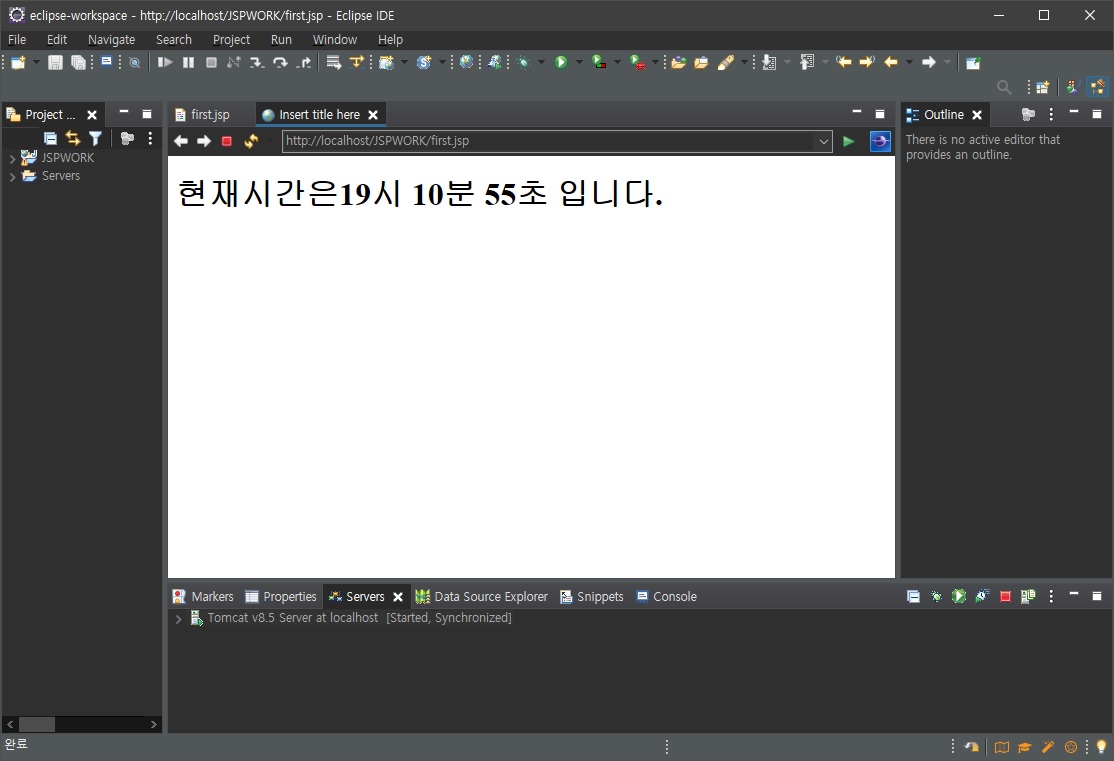 eclipse-workspace - http://localhost/JSPWORK/first.jsp - Eclipse IDE
File Edit Navigate Search Project Run Window Help
Project ...
first.jsp
Insert title here
Outline
http://localhost/JSPWORK/first.jsp
There is no active editor that
provides an outline.
JSPWORK
Servers
현재시간은19시 10분 55초 입니다.
Markers Properties Servers Data Source Explorer Snippets Console
Tomcat v8.5 Server at localhost [Started, Synchronized]
완료